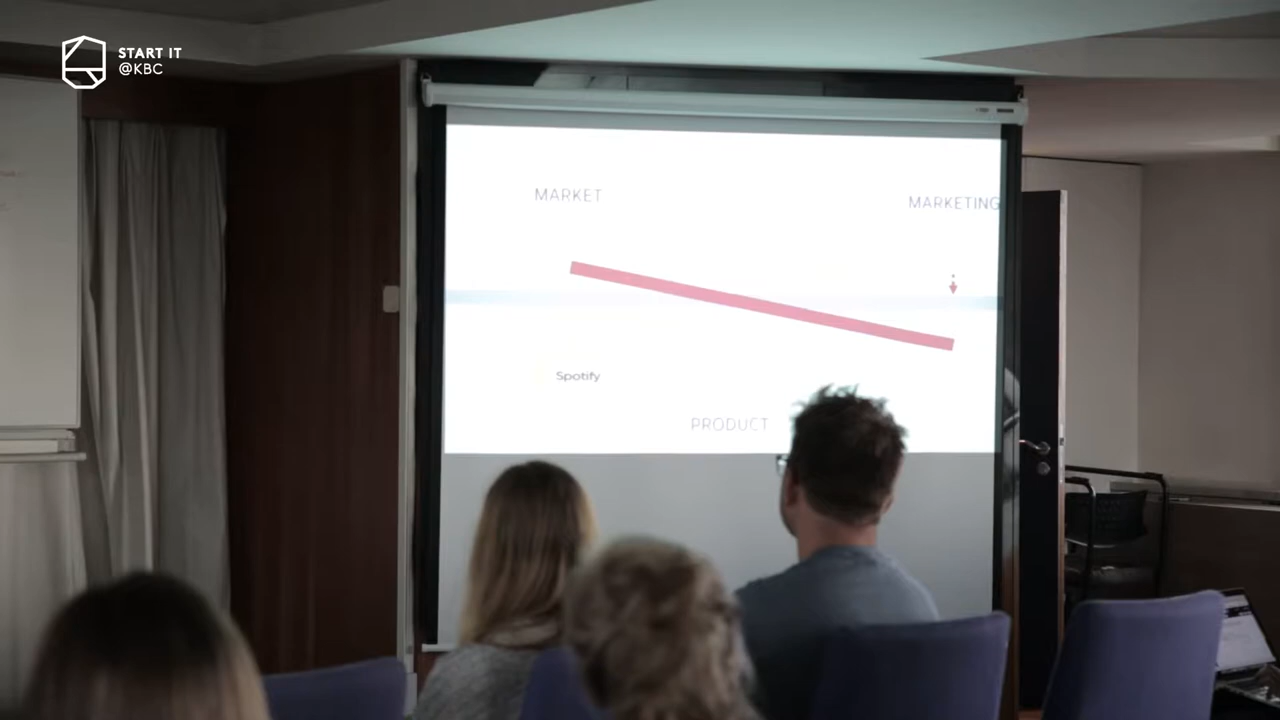 START IT
@KBC
MARKET
MARKETING
Spotify
PRODUCT